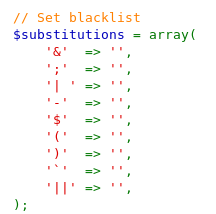 // Set blacklist
$substitutions = array(
    '&'  => '',
    ';'  => '',
    '| ' => '',
    '-'  => '',
    '$'  => '',
    '('  => '',
    ')'  => '',
    '`'  => '',
    '||' => '',
);